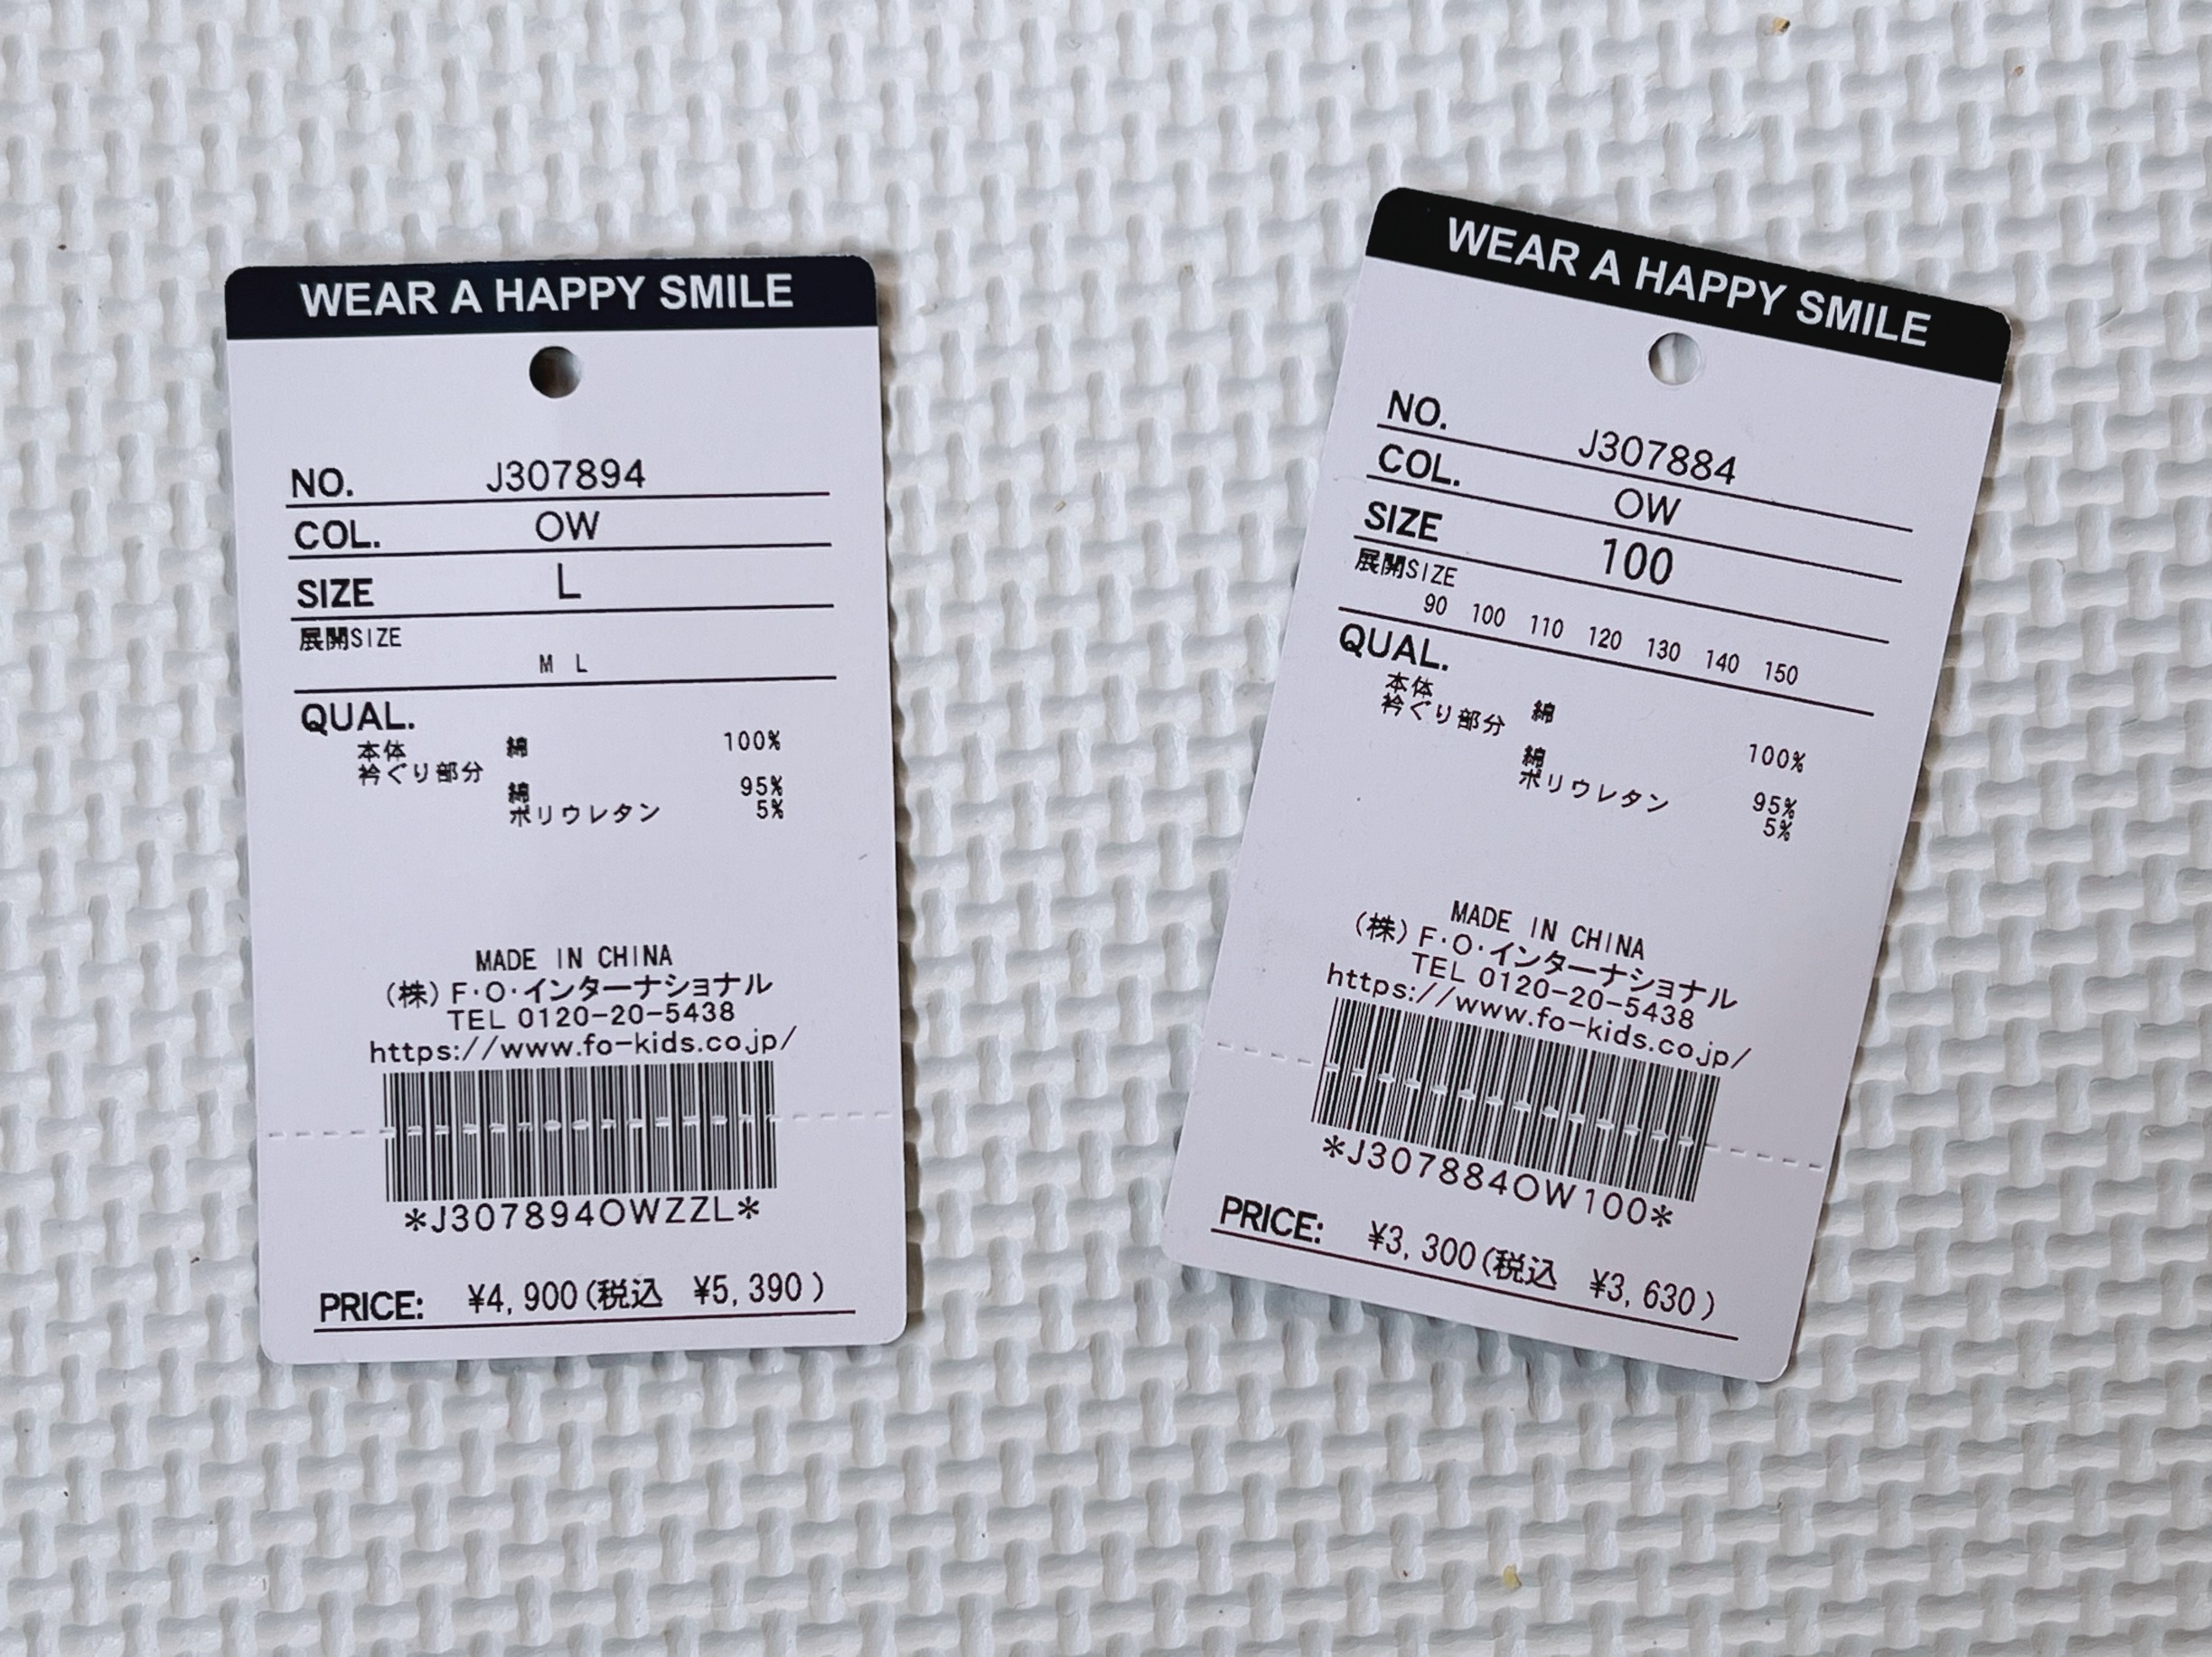 WEAR A HAPPY SMILE
NO. J307894
COL. OW
SIZE L
展開SIZE
M L
QUAL.
本体 綿 100%
衿ぐり部分
綿 95%
ポリウレタン 5%
MADE IN CHINA
(株)F・O・インターナショナル
TEL 0120-20-5438
https://www.fo-kids.co.jp/
*J307894OWZZL*
PRICE: ¥4,900(税込 ¥5,390)
WEAR A HAPPY SMILE
NO. J307884
COL. OW
SIZE 100
展開SIZE
90 100 110 120 130 140 150
QUAL.
本体 綿 100%
衿ぐり部分
綿 95%
ポリウレタン 5%
MADE IN CHINA
(株)F・O・インターナショナル
TEL 0120-20-5438
https://www.fo-kids.co.jp/
*J307884OW100*
PRICE: ¥3,300(税込 ¥3,630)